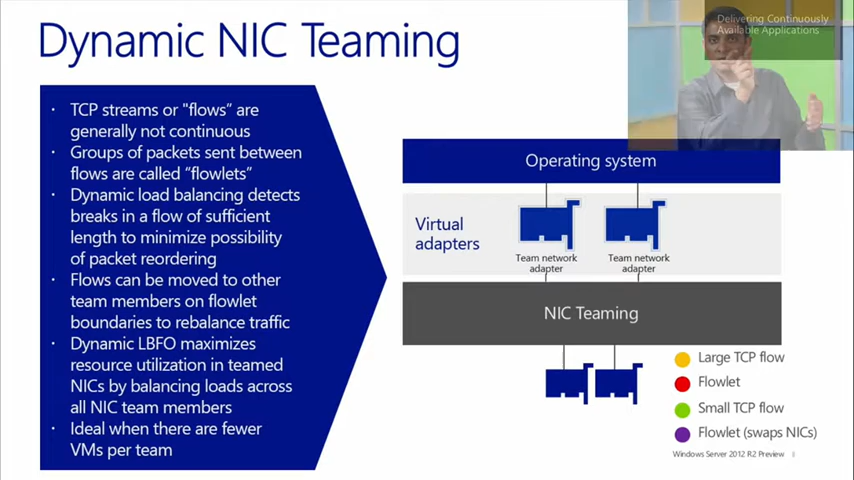 Dynamic NIC Teaming
Delivering Continuously
Available Applications
· TCP streams or "flows" are
generally not continuous
· Groups of packets sent between
flows are called "flowlets"
· Dynamic load balancing detects
breaks in a flow of sufficient
length to minimize possibility
of packet reordering
· Flows can be moved to other
team members on flowlet
boundaries to rebalance traffic
· Dynamic LBFO maximizes
resource utilization in teamed
NICs by balancing loads across
all NIC team members
· Ideal when there are fewer
VMs per team
Operating system
Virtual
adapters
Team network
adapter
Team network
adapter
NIC Teaming
Large TCP flow
Flowlet
Small TCP flow
Flowlet (swaps NICs)
Windows Server 2012 R2 Preview